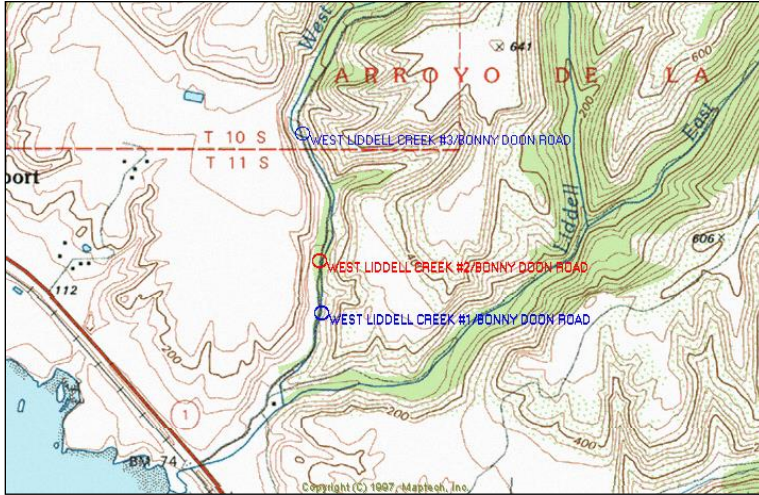 West
641
ARROYO DE LA
600
200
East
WEST LIDDELL CREEK #3/BONNY DOON ROAD
T 10 S
T 11 S
port
Liddell
606
WEST LIDDELL CREEK #2/BONNY DOON ROAD
112
WEST LIDDELL CREEK #1/BONNY DOON ROAD
200
1
200
400
400
BM 74
Copyright (C) 1997, Maptech, Inc.